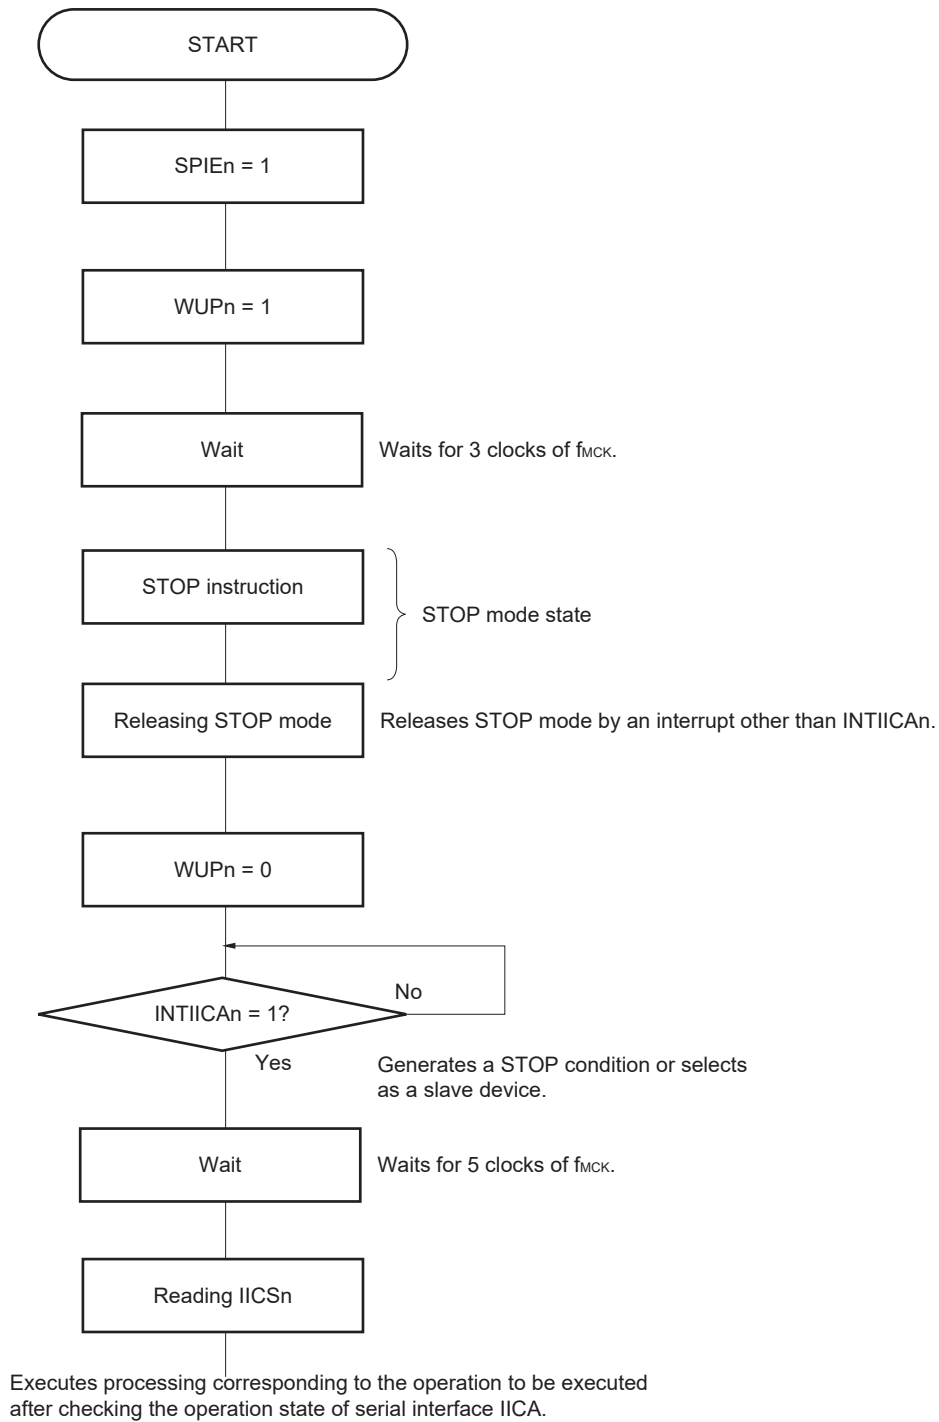 START
SPIEn = 1
WUPn = 1
Wait
Waits for 3 clocks of fMCK.
STOP instruction
STOP mode state
Releasing STOP mode
Releases STOP mode by an interrupt other than INTIICAn.
WUPn = 0
No
INTIICAn = 1?
Yes
Generates a STOP condition or selects
as a slave device.
Wait
Waits for 5 clocks of fMCK.
Reading IICSn
Executes processing corresponding to the operation to be executed
after checking the operation state of serial interface IICA.